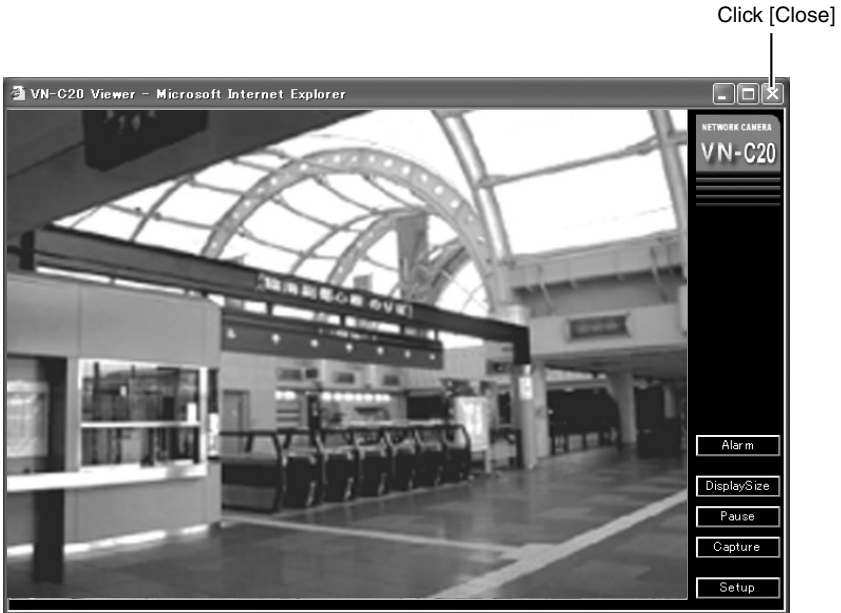 Click [Close]
VN-C20 Viewer - Microsoft Internet Explorer
NETWORK CAMERA
VN-C20
Alarm
DisplaySize
Pause
Capture
Setup